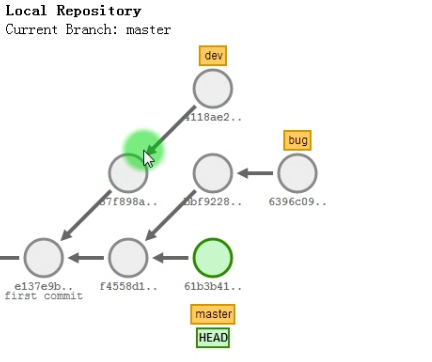 Local Repository
Current Branch: master
dev
4118ae2..
bug
87f898a..
bbf9228..
6396c09..
e137e9b..
first commit
f4558d1..
61b3b41..
master
HEAD